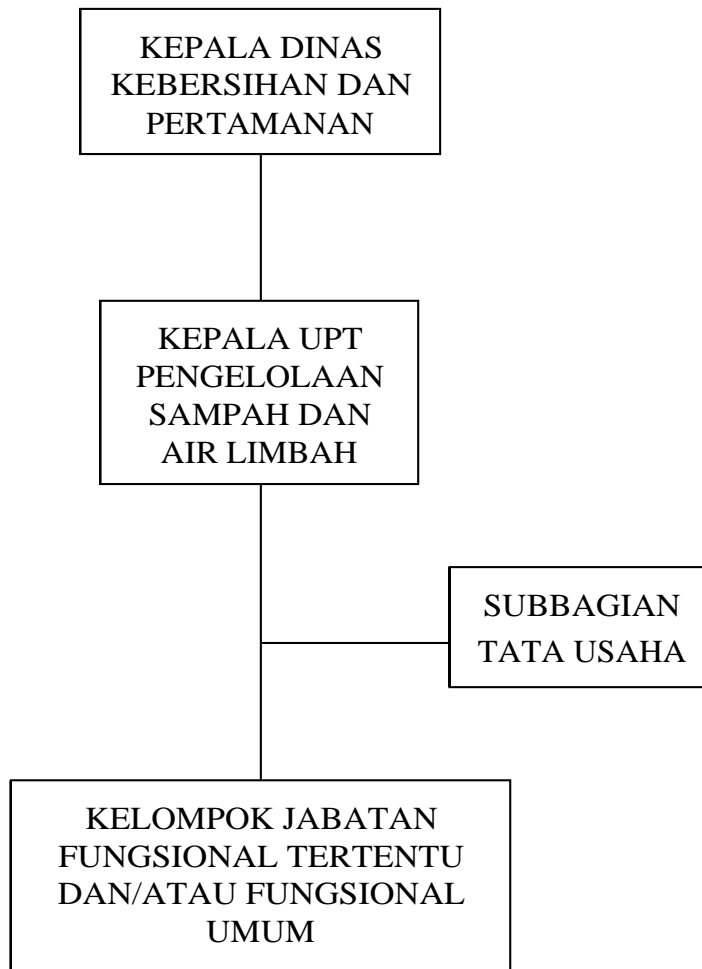 KEPALA DINAS
KEBERSIHAN DAN
PERTAMANAN
KEPALA UPT
PENGELOLAAN
SAMPAH DAN
AIR LIMBAH
SUBBAGIAN
TATA USAHA
KELOMPOK JABATAN
FUNGSIONAL TERTENTU
DAN/ATAU FUNGSIONAL
UMUM